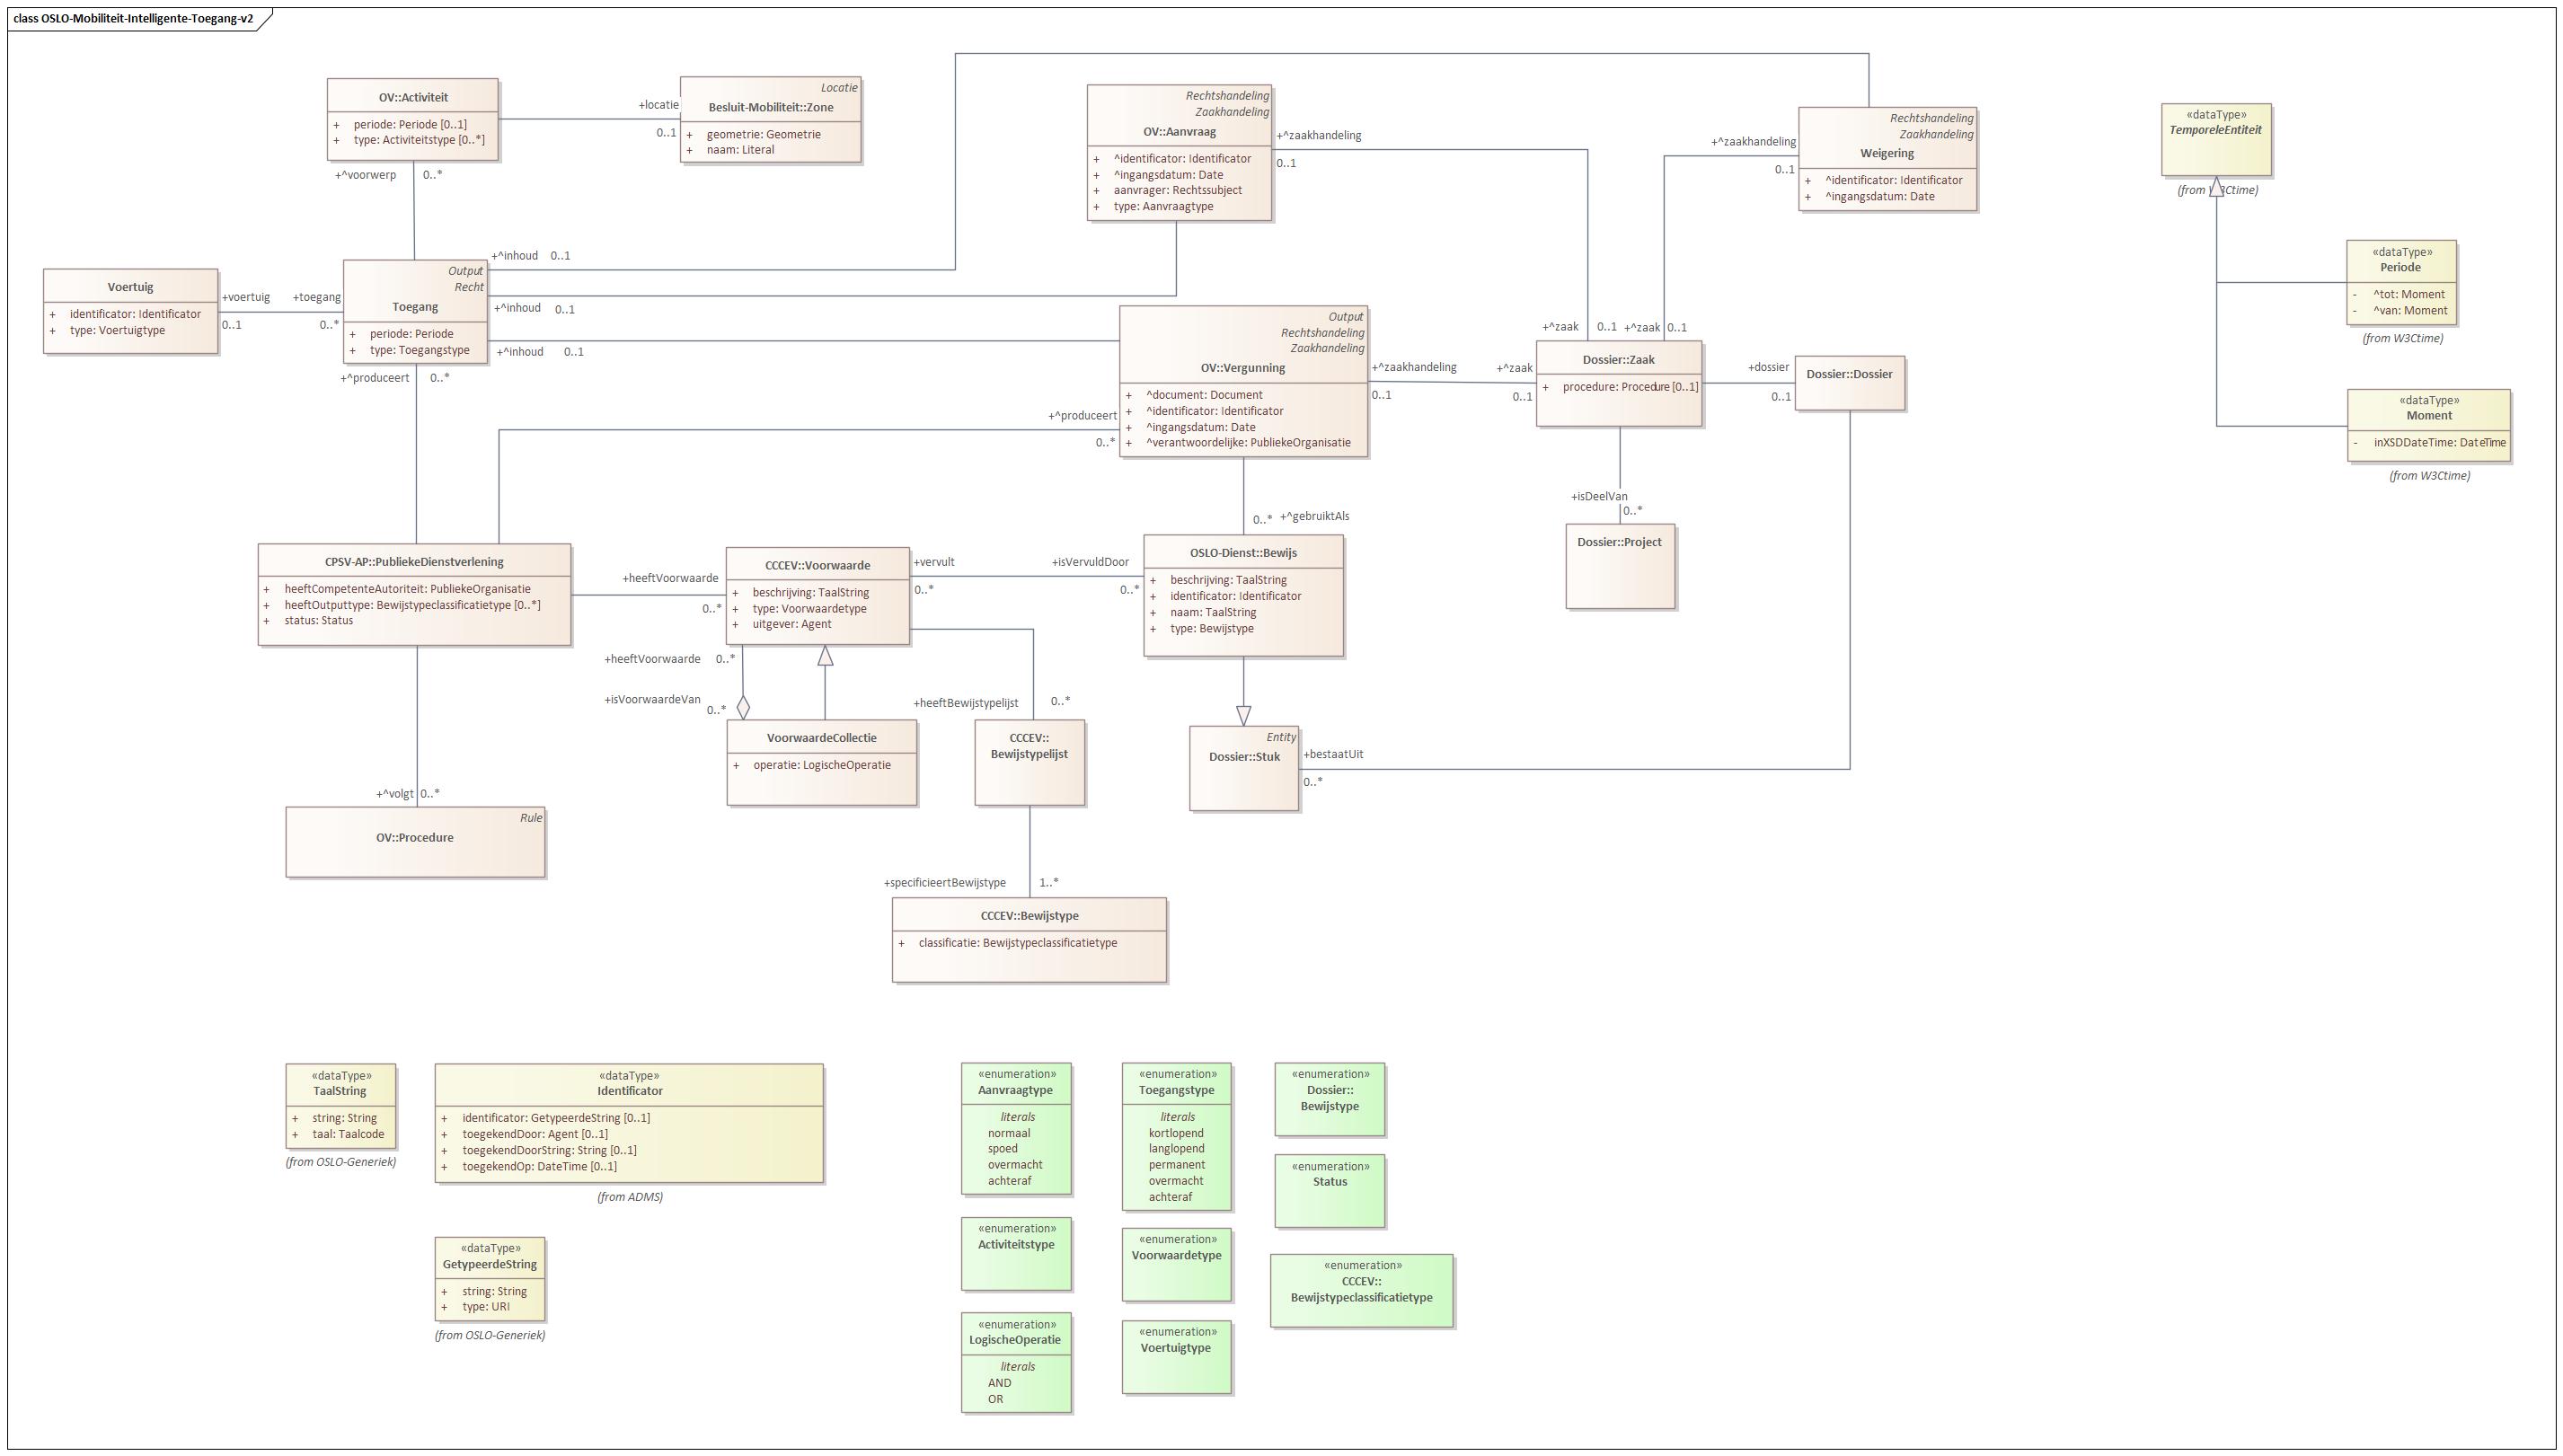 class OSLO-Mobiliteit-Intelligente-Toegang-v2
OV::Activiteit
+ periode: Periode [0..1]
+ type: Activiteitstype [0..*]
+locatie
0..1
Locatie
Besluit-Mobiliteit::Zone
+ geometrie: Geometrie
+ naam: Literal
+^voorwerp 0..*
Rechtshandeling
Zaakhandeling
OV::Aanvraag
+ ^identificator: Identificator
+ ^ingangsdatum: Date
+ aanvrager: Rechtssubject
+ type: Aanvraagtype
+^zaakhandeling
0..1
+^zaakhandeling
0..1
Rechtshandeling
Zaakhandeling
Weigering
+ ^identificator: Identificator
+ ^ingangsdatum: Date
«dataType»
TemporeleEntiteit
(from W3Ctime)
«dataType»
Periode
- ^tot: Moment
- ^van: Moment
(from W3Ctime)
«dataType»
Moment
- inXSDDateTime: DateTime
(from W3Ctime)
Voertuig
+ identificator: Identificator
+ type: Voertuigtype
+voertuig
0..1
+toegang
0..*
Output
Recht
Toegang
+ periode: Periode
+ type: Toegangstype
+^inhoud 0..1
+^inhoud 0..1
+^inhoud 0..1
+^produceert 0..*
Output
Rechtshandeling
Zaakhandeling
OV::Vergunning
+ ^document: Document
+ ^identificator: Identificator
+ ^ingangsdatum: Date
+ ^verantwoordelijke: PubliekeOrganisatie
+^produceert
0..*
+^zaakhandeling
0..1
+^zaak
0..1
+^zaak 0..1
+^zaak 0..1
Dossier::Zaak
+ procedure: Procedure [0..1]
+dossier
0..1
Dossier::Dossier
+isDeelVan
0..*
Dossier::Project
0..* +^gebruiktAls
CPSV-AP::PubliekeDienstverlening
+ heeftCompetenteAutoriteit: PubliekeOrganisatie
+ heeftOutputtype: Bewijstypeclassificatietype [0..*]
+ status: Status
+heeftVoorwaarde
0..*
CCCEV::Voorwaarde
+ beschrijving: TaalString
+ type: Voorwaardetype
+ uitgever: Agent
+vervult
0..*
+isVervuldDoor
0..*
OSLO-Dienst::Bewijs
+ beschrijving: TaalString
+ identificator: Identificator
+ naam: TaalString
+ type: Bewijstype
+heeftVoorwaarde 0..*
+isVoorwaardeVan
0..*
VoorwaardeCollectie
+ operatie: LogischeOperatie
+heeftBewijstypelijst 0..*
CCCEV::
Bewijstypelijst
Entity
Dossier::Stuk
+bestaatUit
0..*
+^volgt 0..*
Rule
OV::Procedure
+specificieertBewijstype 1..*
CCCEV::Bewijstype
+ classificatie: Bewijstypeclassificatietype
«dataType»
TaalString
+ string: String
+ taal: Taalcode
(from OSLO-Generiek)
«dataType»
Identificator
+ identificator: GetypeerdeString [0..1]
+ toegekendDoor: Agent [0..1]
+ toegekendDoorString: String [0..1]
+ toegekendOp: DateTime [0..1]
(from ADMS)
«dataType»
GetypeerdeString
+ string: String
+ type: URI
(from OSLO-Generiek)
«enumeration»
Aanvraagtype
literals
normaal
spoed
overmacht
achteraf
«enumeration»
Toegangstype
literals
kortlopend
langlopend
permanent
overmacht
achteraf
«enumeration»
Dossier::
Bewijstype
«enumeration»
Status
«enumeration»
Activiteitstype
«enumeration»
Voorwaardetype
«enumeration»
CCCEV::
Bewijstypeclassificatietype
«enumeration»
LogischeOperatie
literals
AND
OR
«enumeration»
Voertuigtype